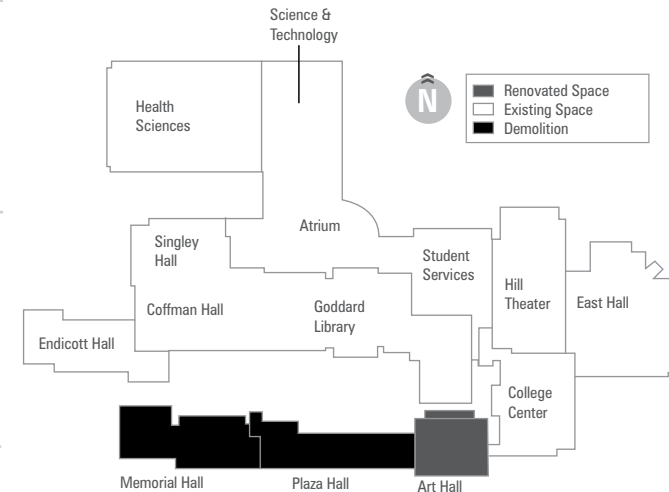 Science &
Technology
N
Renovated Space
Existing Space
Demolition
Health
Sciences
Atrium
Singley
Hall
Student
Services
Hill
Theater
East Hall
Coffman Hall
Goddard
Library
Endicott Hall
College
Center
Memorial Hall
Plaza Hall
Art Hall